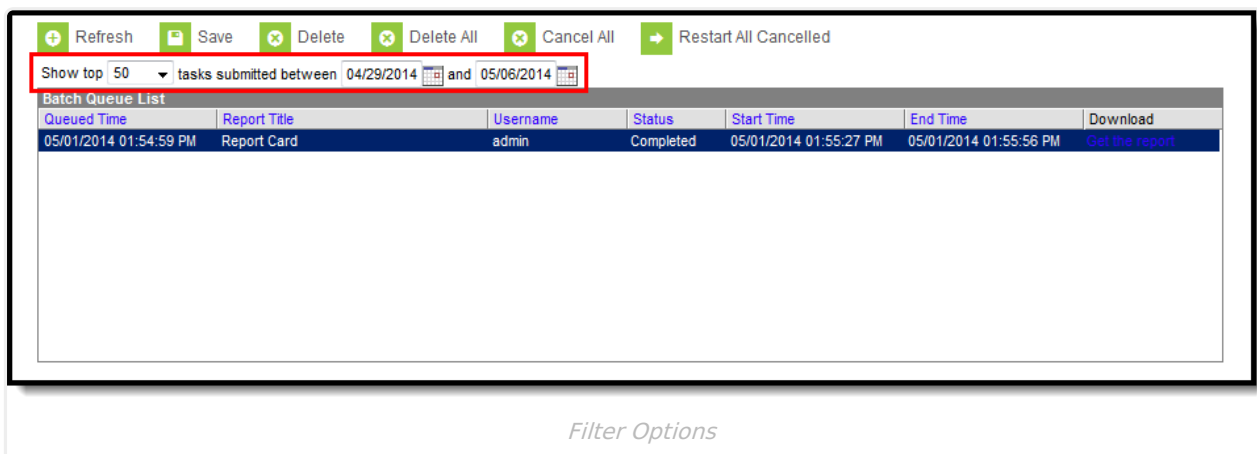 Refresh Save Delete Delete All Cancel All Restart All Cancelled
Show top 50 tasks submitted between 04/29/2014 and 05/06/2014
Batch Queue List
Queued Time Report Title Username Status Start Time End Time Download
05/01/2014 01:54:59 PM Report Card admin Completed 05/01/2014 01:55:27 PM 05/01/2014 01:55:56 PM Get the report
Filter Options